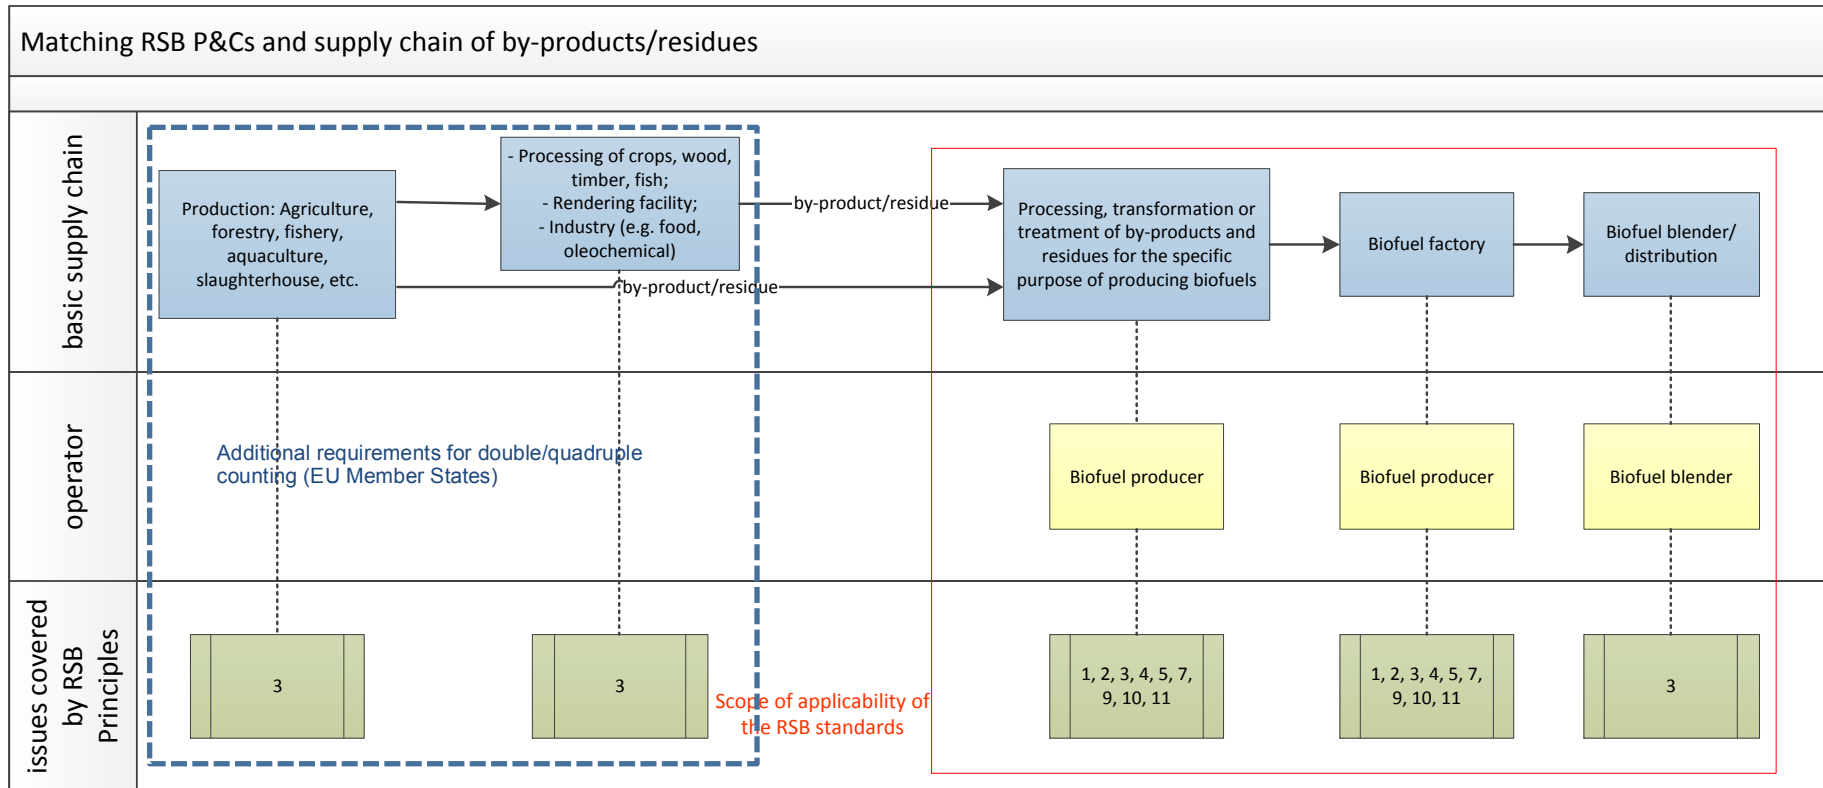 Matching RSB P&Cs and supply chain of by-products/residues
basic supply chain
Production: Agriculture,
forestry, fishery,
aquaculture,
slaughterhouse, etc.
- Processing of crops, wood,
timber, fish;
- Rendering facility;
- Industry (e.g. food,
oleochemical)
by-product/residue
by-product/residue
Processing, transformation or
treatment of by-products and
residues for the specific
purpose of producing biofuels
Biofuel factory
Biofuel blender/
distribution
operator
Additional requirements for double/quadruple
counting (EU Member States)
Biofuel producer
Biofuel producer
Biofuel blender
issues covered
by RSB
Principles
3
3
Scope of applicability of
the RSB standards
1, 2, 3, 4, 5, 7,
9, 10, 11
1, 2, 3, 4, 5, 7,
9, 10, 11
3